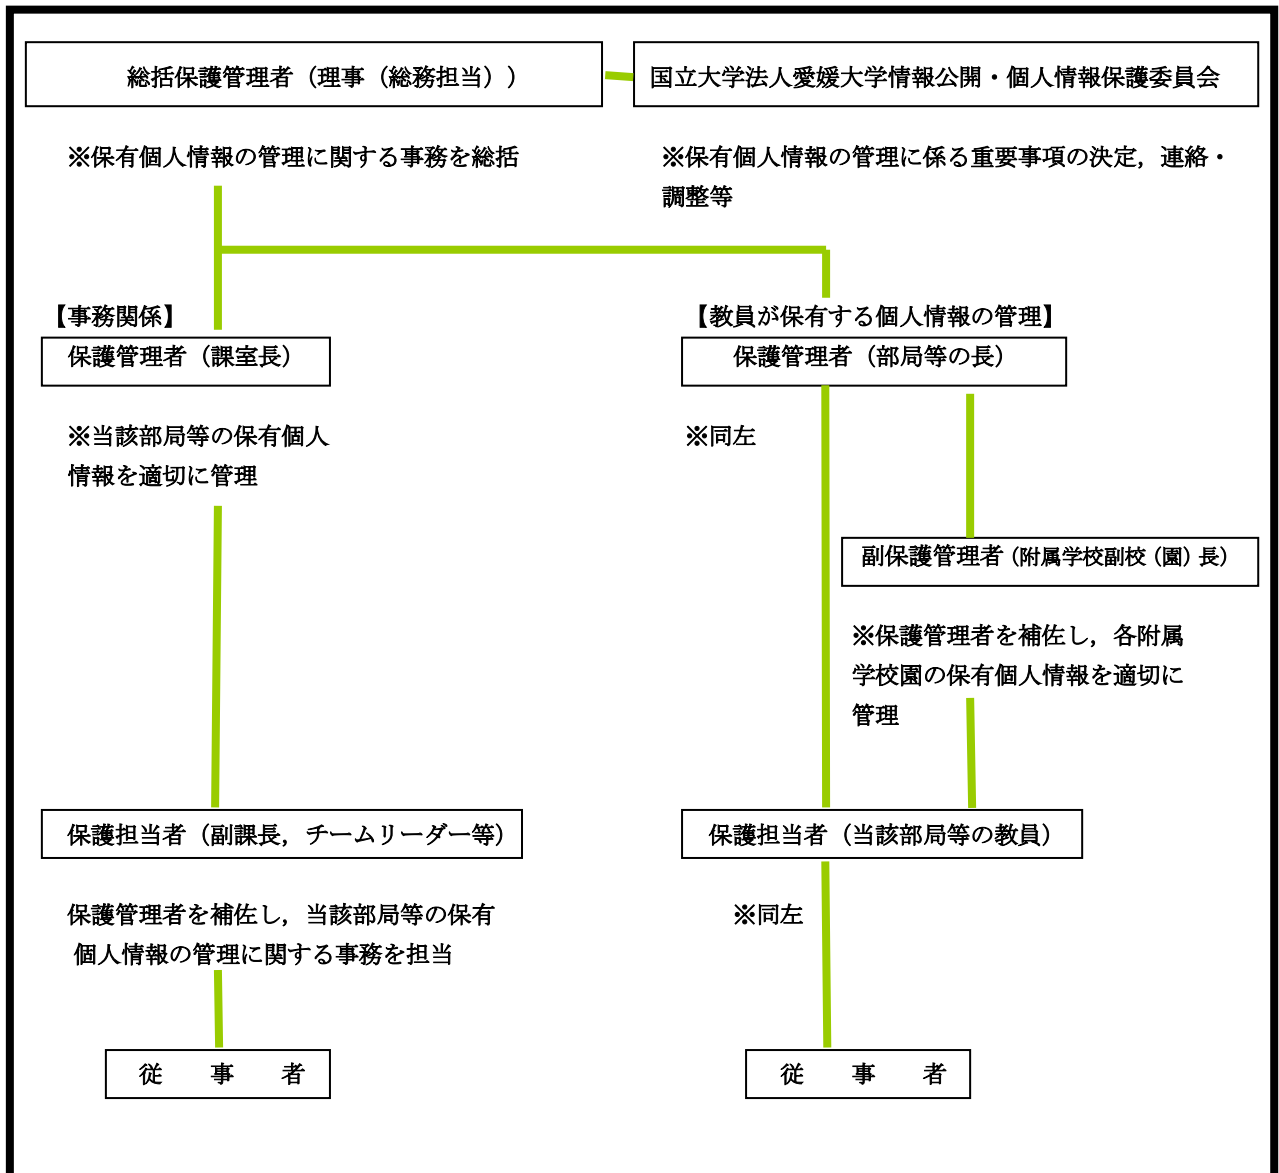 総括保護管理者（理事（総務担当））
国立大学法人愛媛大学情報公開・個人情報保護委員会
※保有個人情報の管理に関する事務を総括
※保有個人情報の管理に係る重要事項の決定，連絡・
調整等
【事務関係】
保護管理者（課室長）
【教員が保有する個人情報の管理】
保護管理者（部局等の長）
※当該部局等の保有個人
情報を適切に管理
※同左
副保護管理者（附属学校副校（園）長）
※保護管理者を補佐し，各附属
学校園の保有個人情報を適切に
管理
保護担当者（副課長，チームリーダー等）
保護担当者（当該部局等の教員）
保護管理者を補佐し，当該部局等の保有
個人情報の管理に関する事務を担当
※同左
従　　事　　者
従　　事　　者